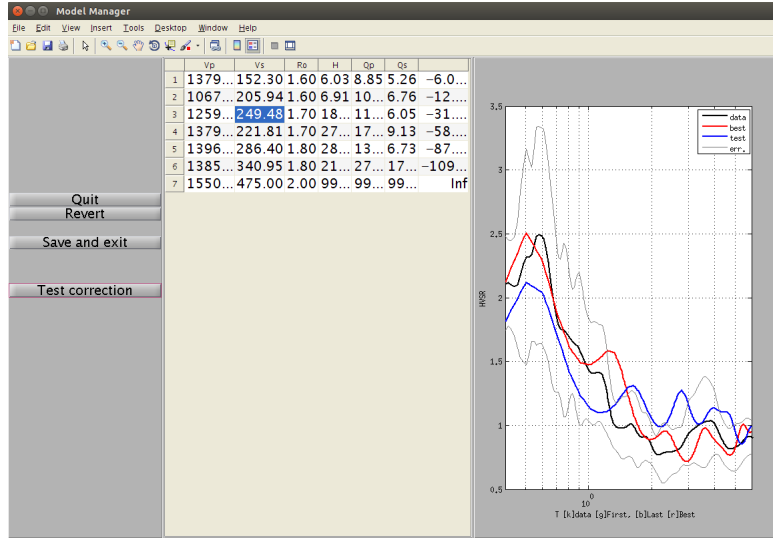 Model Manager
File Edit View Insert Tools Desktop Window Help
Vp Vs Ro H Qp Qs
1 1379... 152.30 1.60 6.03 8.85 5.26 −6.0...
2 1067... 205.94 1.60 6.91 10... 6.76 −12....
3 1259... 249.48 1.70 18... 11... 6.05 −31....
4 1379... 221.81 1.70 27... 17... 9.13 −58....
5 1396... 286.40 1.80 28... 13... 6.73 −87....
6 1385... 340.95 1.80 21... 27... 17... −109...
7 1550... 475.00 2.00 99... 99... 99... Inf
Quit
Revert
Save and exit
Test correction
3.5
3
2.5
2
1.5
1
0.5
HVSR
data
best
test
err.
10^0
T [k]data [g]First, [b]Last [r]Best